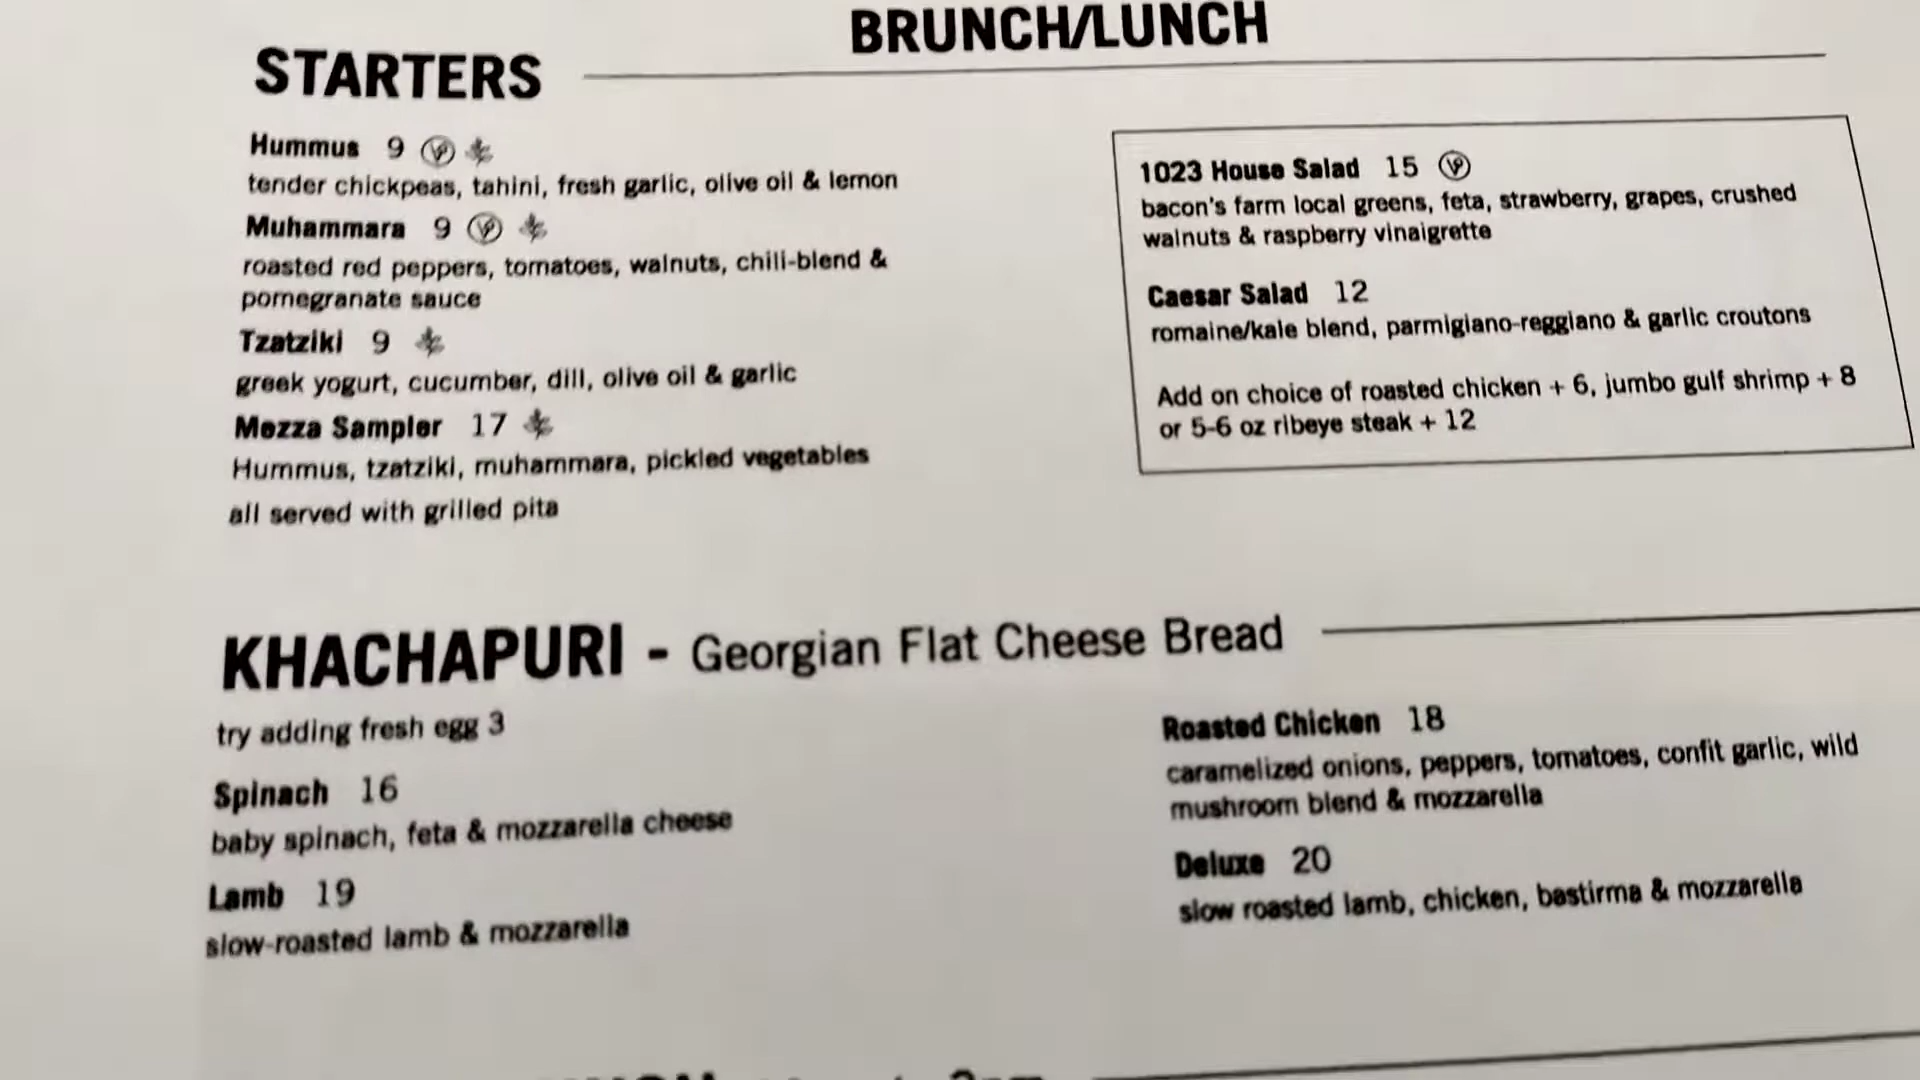 BRUNCH/LUNCH
STARTERS
Hummus 9
tender chickpeas, tahini, fresh garlic, olive oil & lemon
Muhammara 9
roasted red peppers, tomatoes, walnuts, chili-blend &
pomegranate sauce
Tzatziki 9
greek yogurt, cucumber, dill, olive oil & garlic
Mezza Sampler 17
Hummus, tzatziki, muhammara, pickled vegetables
all served with grilled pita
1023 House Salad 15
bacon's farm local greens, feta, strawberry, grapes, crushed
walnuts & raspberry vinaigrette
Caesar Salad 12
romaine/kale blend, parmigiano-reggiano & garlic croutons
Add on choice of roasted chicken + 6, jumbo gulf shrimp + 8
or 5-6 oz ribeye steak + 12
KHACHAPURI - Georgian Flat Cheese Bread
try adding fresh egg 3
Spinach 16
baby spinach, feta & mozzarella cheese
Lamb 19
slow-roasted lamb & mozzarella
Roasted Chicken 18
caramelized onions, peppers, tomatoes, confit garlic, wild
mushroom blend & mozzarella
Deluxe 20
slow roasted lamb, chicken, bastirma & mozzarella